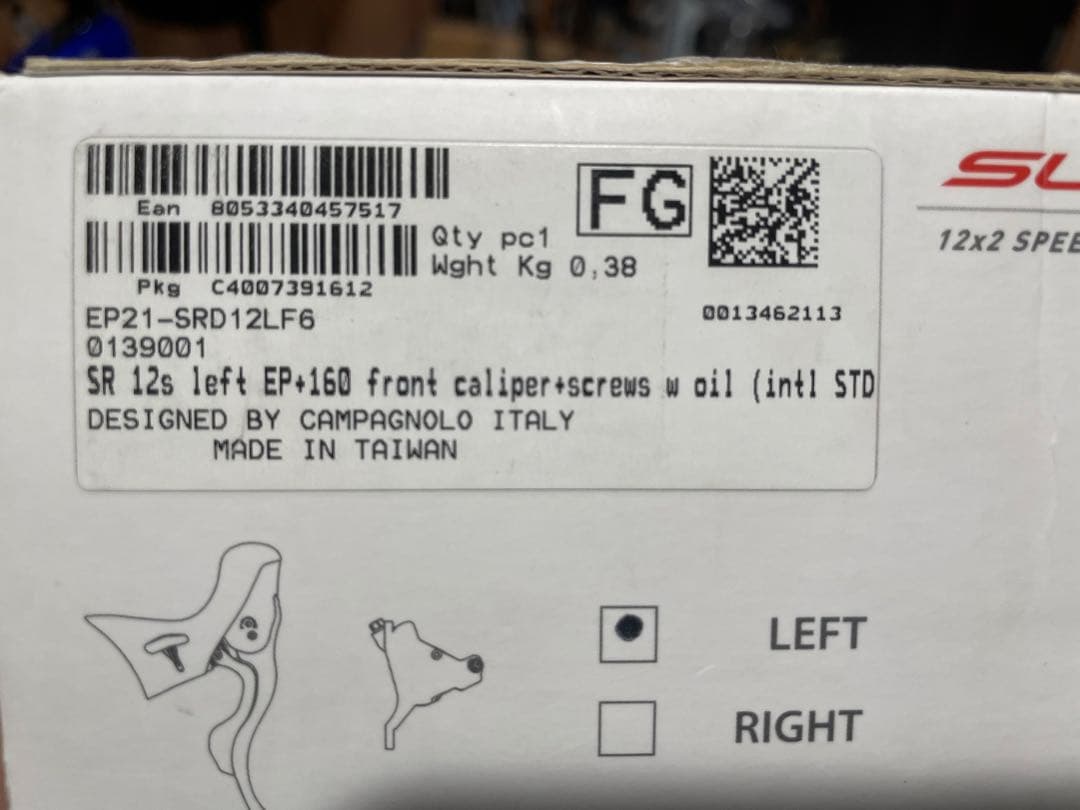 Ean 8053340457517
Pkg C4007391612
Qty pc1
Wght Kg 0,38
FG
0013462113
EP21-SRD12LF6
0139001
SR 12s left EP+160 front caliper+screws w oil (intl STD
DESIGNED BY CAMPAGNOLO ITALY
MADE IN TAIWAN
SU
12x2 SPEE
LEFT
RIGHT